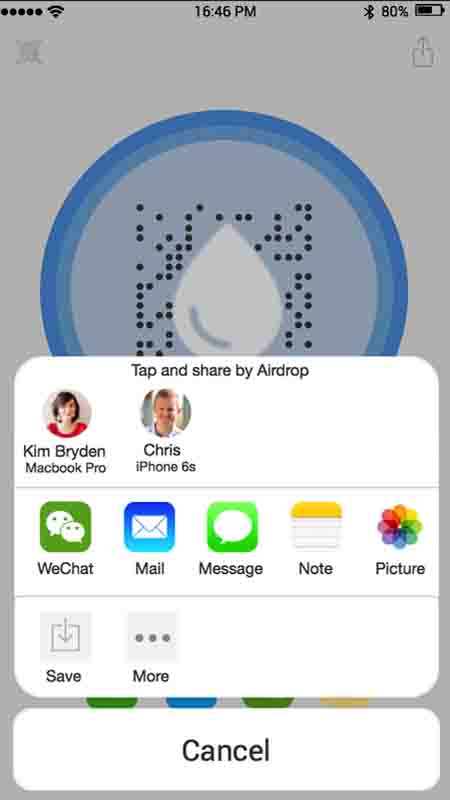 16:46 PM
80%
Tap and share by Airdrop
Kim Bryden
Macbook Pro
Chris
iPhone 6s
WeChat
Mail
Message
Note
Picture
Save
More
Cancel